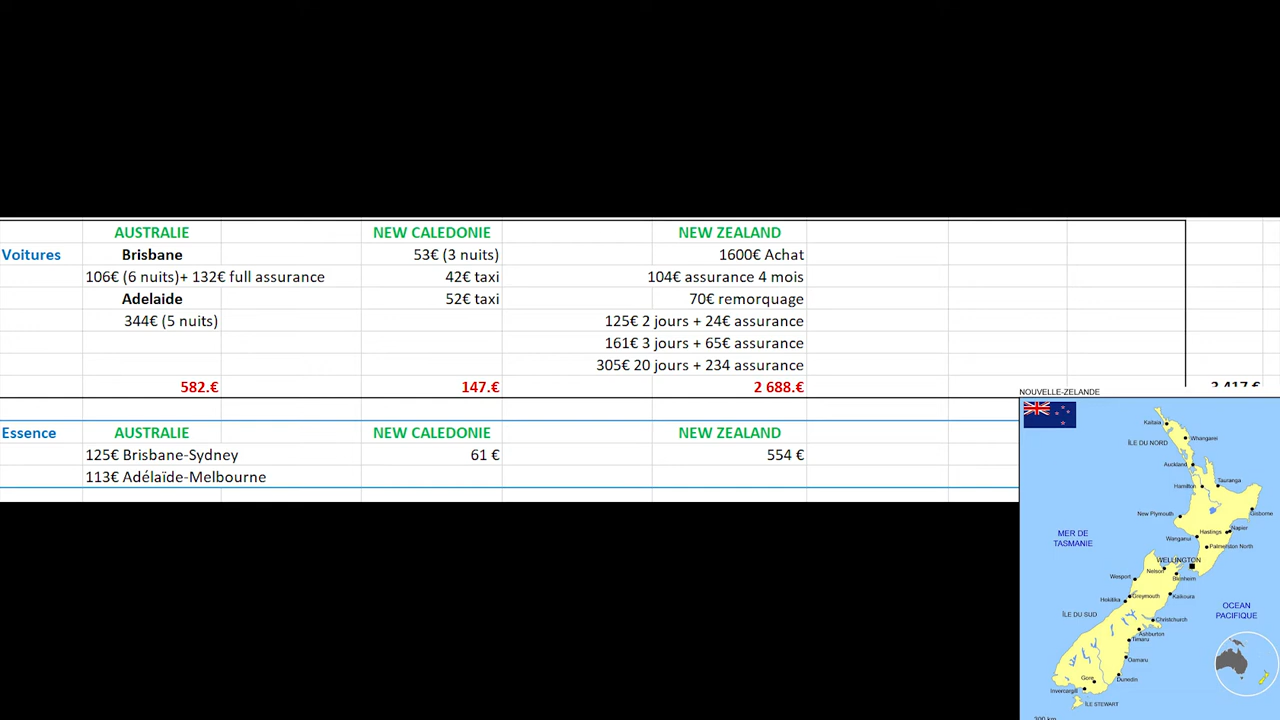 AUSTRALIE NEW CALEDONIE NEW ZEALAND
Voitures Brisbane 53€ (3 nuits) 1600€ Achat
106€ (6 nuits)+ 132€ full assurance 42€ taxi 104€ assurance 4 mois
Adelaide 52€ taxi 70€ remorquage
344€ (5 nuits) 125€ 2 jours + 24€ assurance
161€ 3 jours + 65€ assurance
305€ 20 jours + 234 assurance
582.€ 147.€ 2 688.€
Essence AUSTRALIE NEW CALEDONIE NEW ZEALAND
125€ Brisbane-Sydney 61 € 554 €
113€ Adélaïde-Melbourne
NOUVELLE-ZELANDE
Kaitaia
ÎLE DU NORD
Whangarei
Auckland
Hamilton
Tauranga
New Plymouth
Gisborne
Hastings
Napier
Wanganui
Palmerston North
MER DE
TASMANIE
WELLINGTON
Nelson
Blenheim
Wesport
Hokitika
Greymouth
Kaikoura
OCEAN
PACIFIQUE
ÎLE DU SUD
Christchurch
Ashburton
Timaru
Oamaru
Gore
Dunedin
Invercargill
ÎLE STEWART